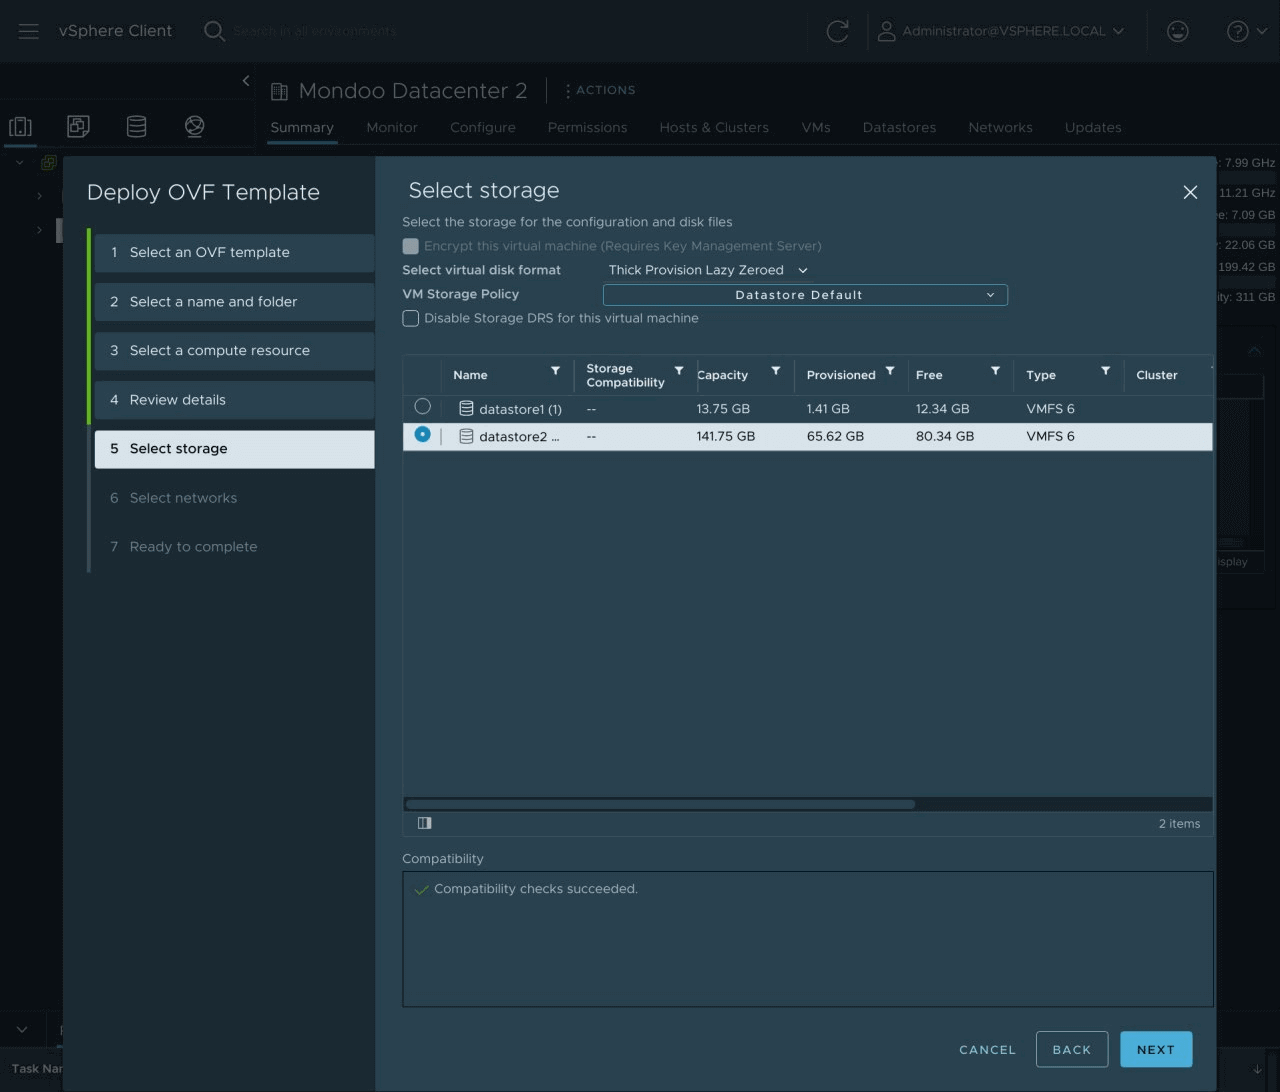 vSphere Client
Search in all environments
Administrator@VSPHERE.LOCAL
Mondoo Datacenter 2
ACTIONS
Summary Monitor Configure Permissions Hosts & Clusters VMs Datastores Networks Updates
: 7.99 GHz
11.21 GHz
e: 7.09 GB
: 22.06 GB
199.42 GB
ity: 311 GB
isplay
Deploy OVF Template
1 Select an OVF template
2 Select a name and folder
3 Select a compute resource
4 Review details
5 Select storage
6 Select networks
7 Ready to complete
Select storage
Select the storage for the configuration and disk files
Encrypt this virtual machine (Requires Key Management Server)
Select virtual disk format Thick Provision Lazy Zeroed
VM Storage Policy Datastore Default
Disable Storage DRS for this virtual machine
Name Storage Compatibility Capacity Provisioned Free Type Cluster
datastore1 (1) -- 13.75 GB 1.41 GB 12.34 GB VMFS 6
datastore2 ... -- 141.75 GB 65.62 GB 80.34 GB VMFS 6
2 items
Compatibility
Compatibility checks succeeded.
CANCEL BACK NEXT
Task Nar